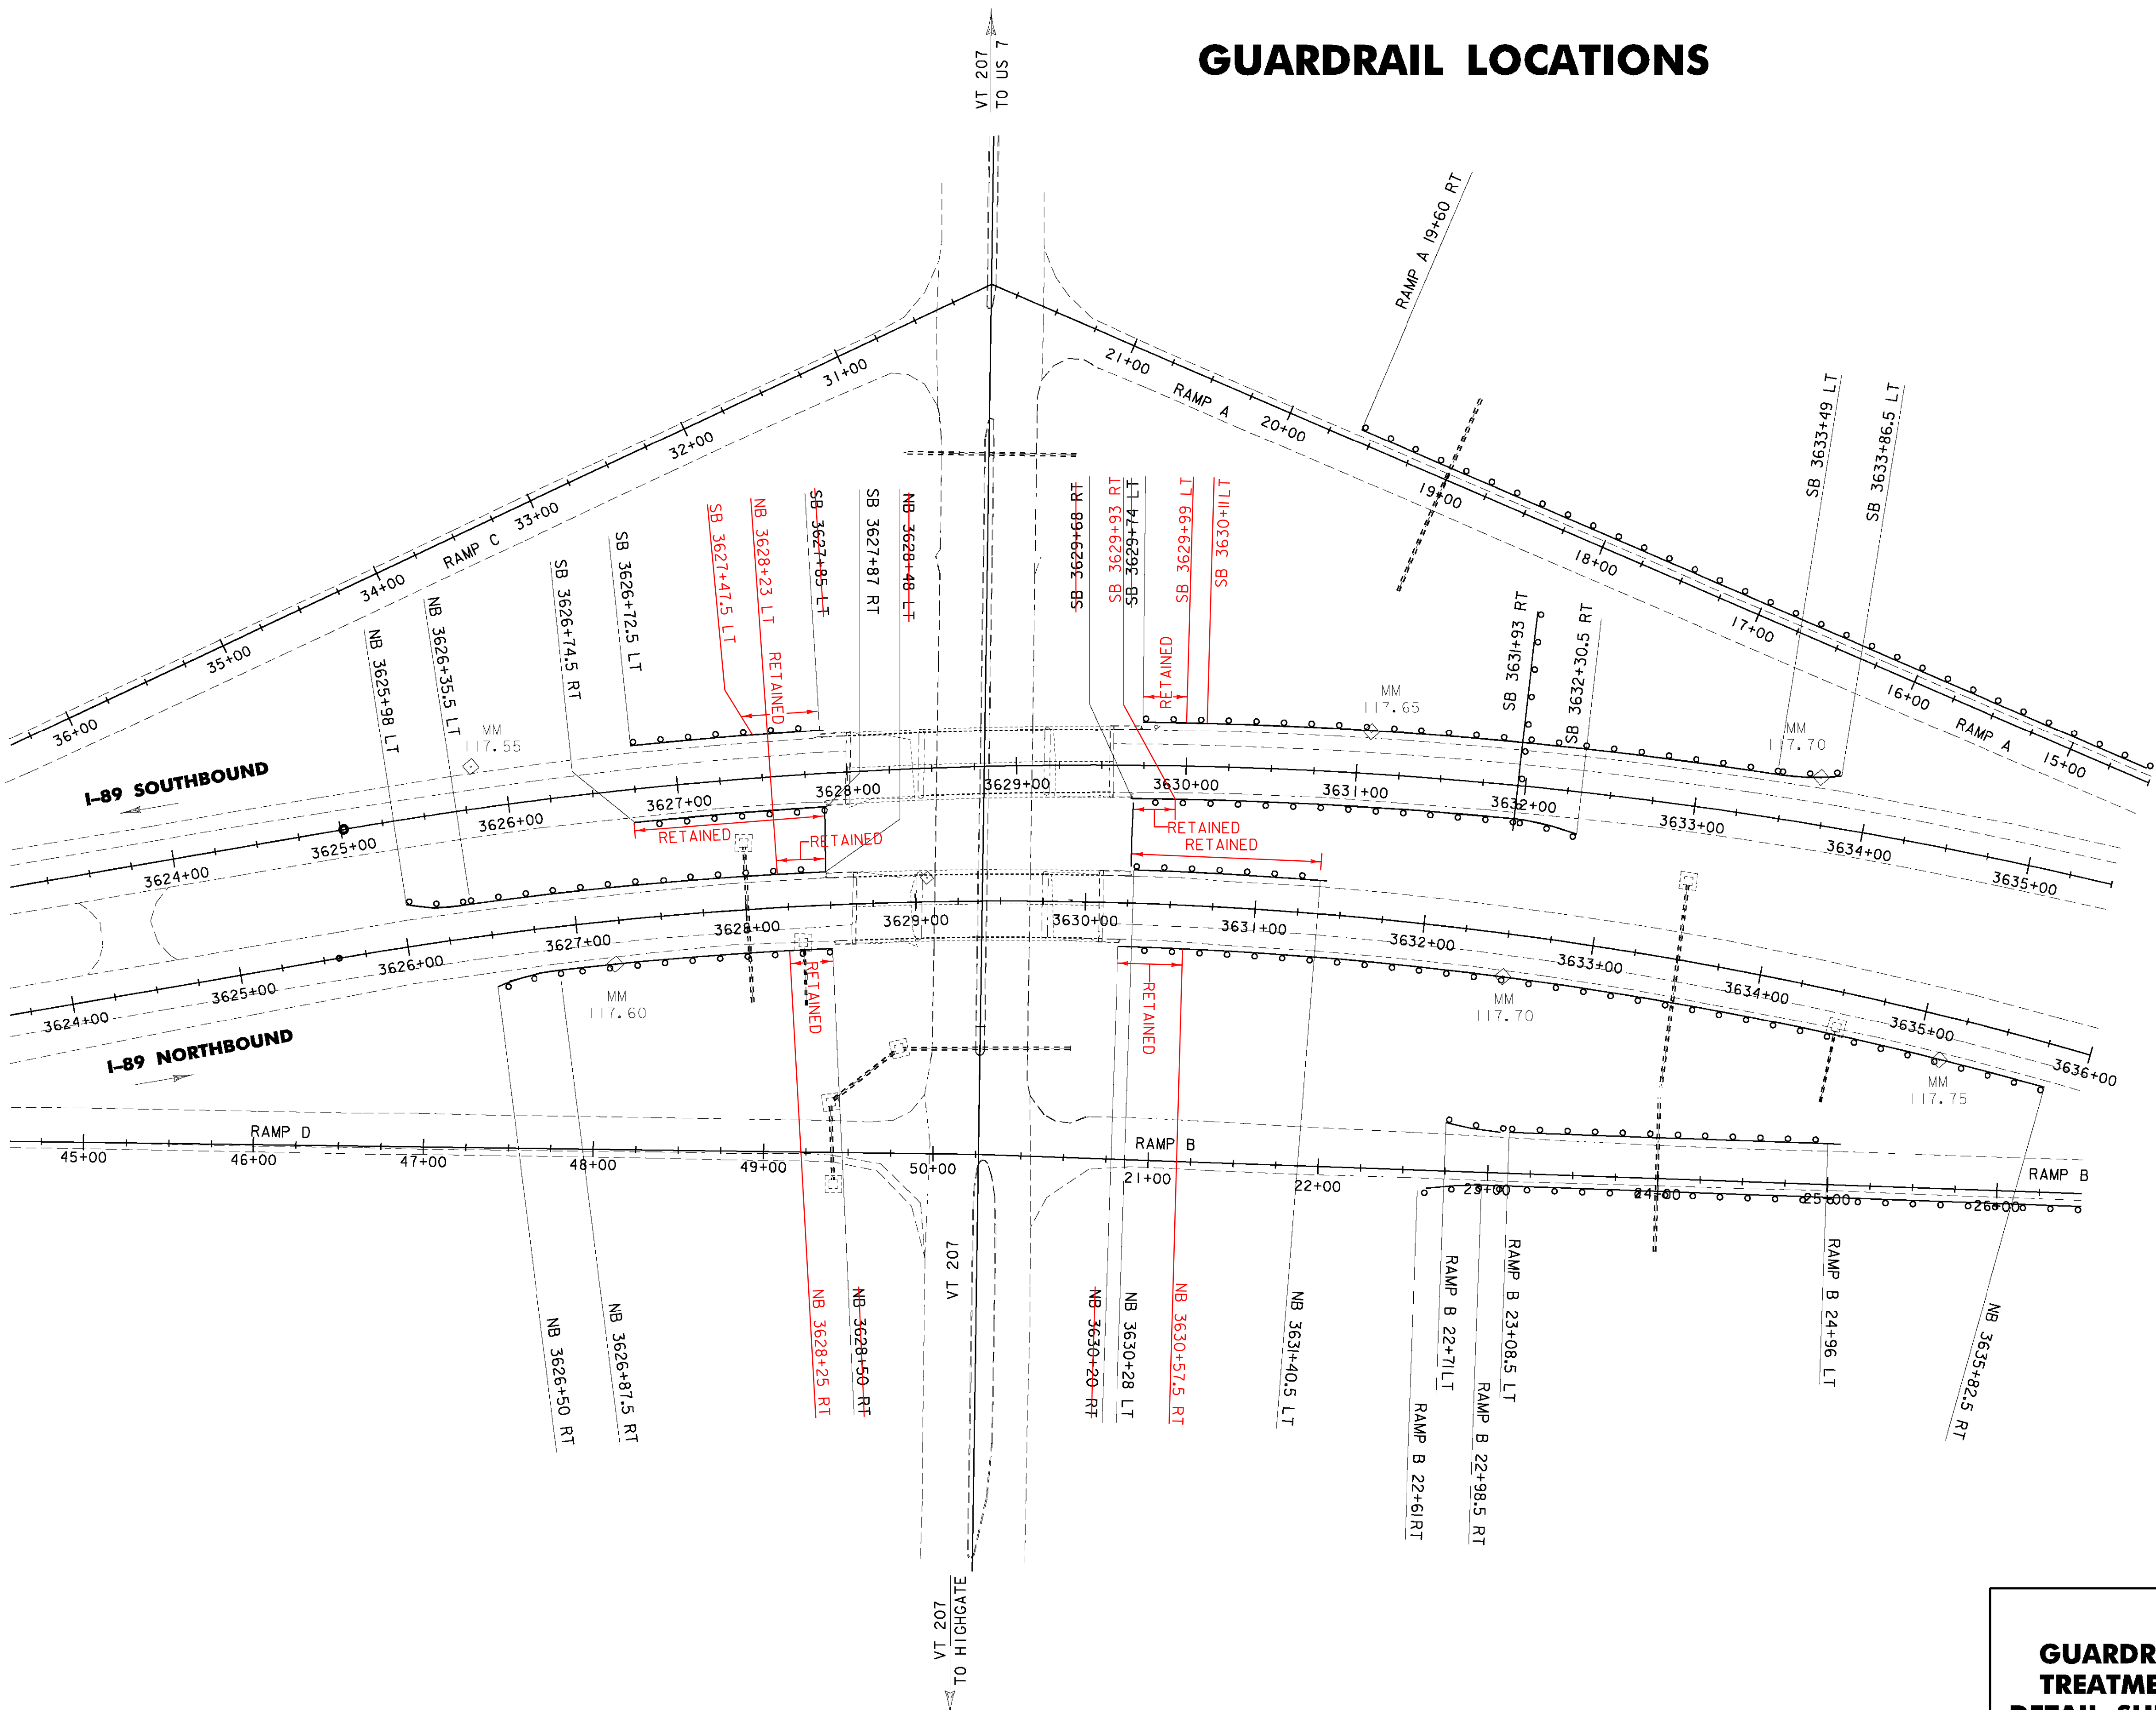 GUARDRAIL LOCATIONS
VT 207
TO US 7
RAMP A 19+60 RT
SB 3633+49 LT
SB 3633+86.5 LT
31+00
32+00
33+00
RAMP C
34+00
35+00
36+00
21+00
RAMP A
20+00
19+00
18+00
17+00
16+00
RAMP A
15+00
NB 3625+98 LT
NB 3626+35.5 LT
SB 3626+74.5 RT
SB 3626+72.5 LT
SB 3627+47.5 LT
NB 3628+23 LT
RETAINED
SB 3627+85 LT
SB 3627+87 RT
NB 3628+48 LT
SB 3629+68 RT
SB 3629+93 RT
SB 3629+74 LT
RETAINED
SB 3629+99 LT
SB 3630+11 LT
SB 3631+93 RT
SB 3632+30.5 RT
MM
117.55
MM
117.65
MM
117.70
I-89 SOUTHBOUND
3624+00
3625+00
3626+00
3627+00
3628+00
3629+00
3630+00
3631+00
3632+00
3633+00
3634+00
3635+00
RETAINED
RETAINED
RETAINED
RETAINED
I-89 NORTHBOUND
3624+00
3625+00
3626+00
3627+00
3628+00
3629+00
3630+00
3631+00
3632+00
3633+00
3634+00
3635+00
3636+00
MM
117.60
RETAINED
RETAINED
MM
117.70
MM
117.75
RAMP D
45+00
46+00
47+00
48+00
49+00
50+00
RAMP B
21+00
22+00
23+00
24+00
25+00
26+00
RAMP B
NB 3626+50 RT
NB 3626+87.5 RT
NB 3628+25 RT
NB 3628+50 RT
VT 207
NB 3630+20 RT
NB 3630+28 LT
NB 3630+57.5 RT
NB 3631+40.5 LT
RAMP B 22+61 RT
RAMP B 22+71 LT
RAMP B 22+98.5 RT
RAMP B 23+08.5 LT
RAMP B 24+96 LT
NB 3635+82.5 RT
VT 207
TO HIGHGATE
GUARDR
TREATME